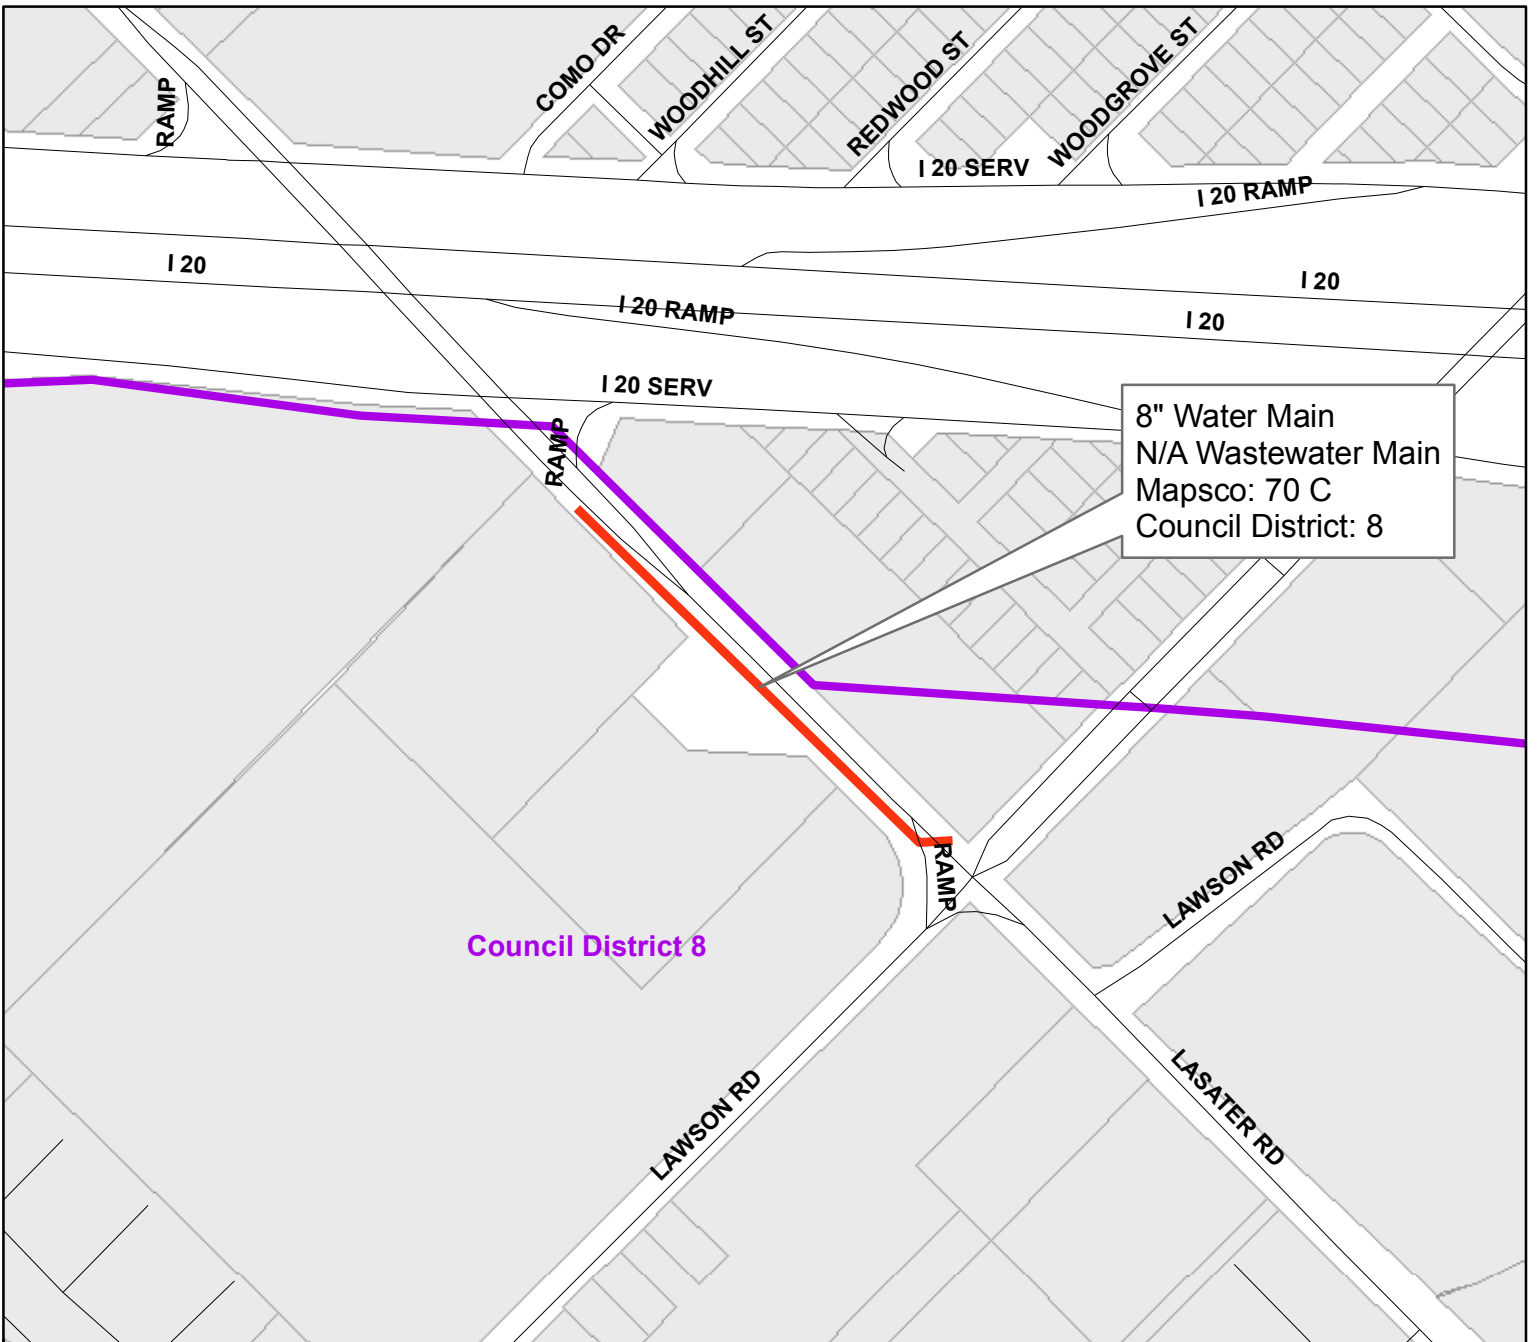 COMO DR
WOODHILL ST
REDWOOD ST
WOODGROVE ST
RAMP
I 20 SERV
I 20 RAMP
I 20
I 20
I 20 RAMP
I 20
I 20 SERV
RAMP
8" Water Main
N/A Wastewater Main
Mapsco: 70 C
Council District: 8
RAMP
LAWSON RD
Council District 8
LAWSON RD
LASATER RD